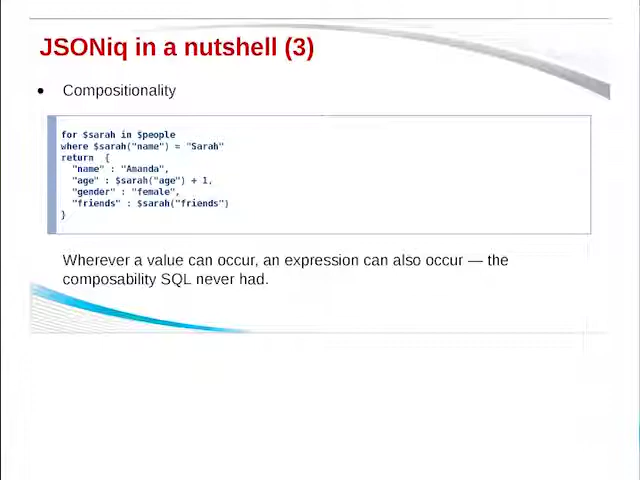 JSONiq in a nutshell (3)
• Compositionality
for $sarah in $people
where $sarah("name") = "Sarah"
return  {
  "name" : "Amanda",
  "age" : $sarah("age") + 1,
  "gender" : "female",
  "friends" : $sarah("friends")
}
Wherever a value can occur, an expression can also occur — the
composability SQL never had.